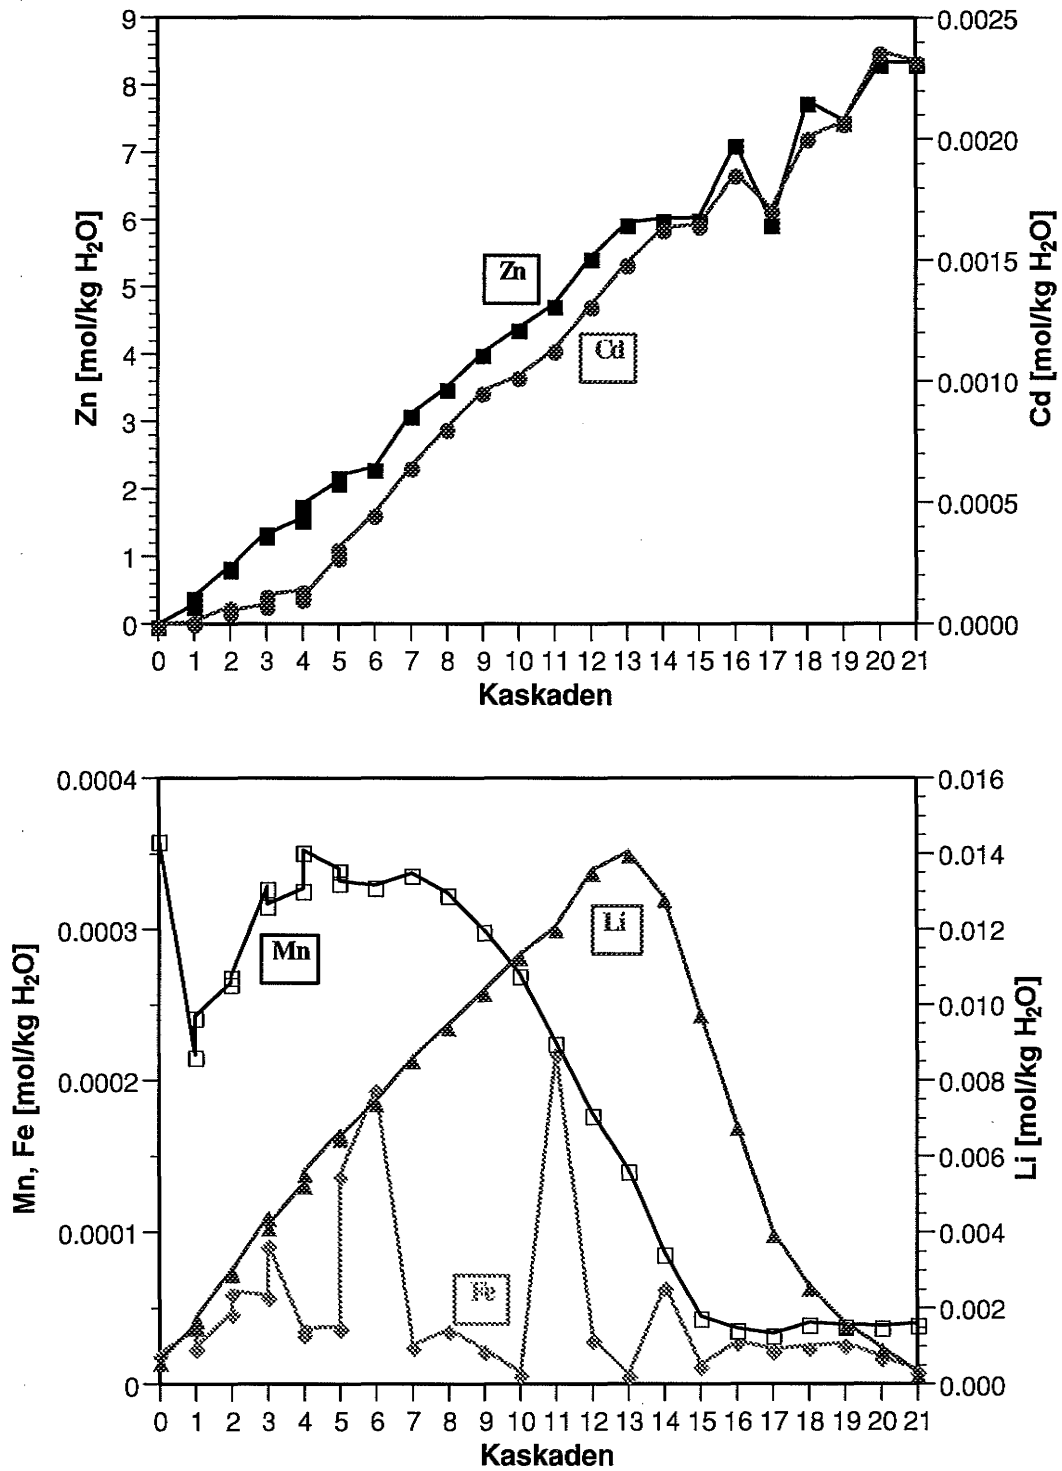 9
8
7
6
5
4
3
2
1
0
Zn [mol/kg H2O]
0.0025
0.0020
0.0015
0.0010
0.0005
0.0000
Cd [mol/kg H2O]
Zn
Cd
0 1 2 3 4 5 6 7 8 9 10 11 12 13 14 15 16 17 18 19 20 21
Kaskaden
0.0004
0.0003
0.0002
0.0001
0
Mn, Fe [mol/kg H2O]
0.016
0.014
0.012
0.010
0.008
0.006
0.004
0.002
0.000
Li [mol/kg H2O]
Mn
Li
Fe
0 1 2 3 4 5 6 7 8 9 10 11 12 13 14 15 16 17 18 19 20 21
Kaskaden